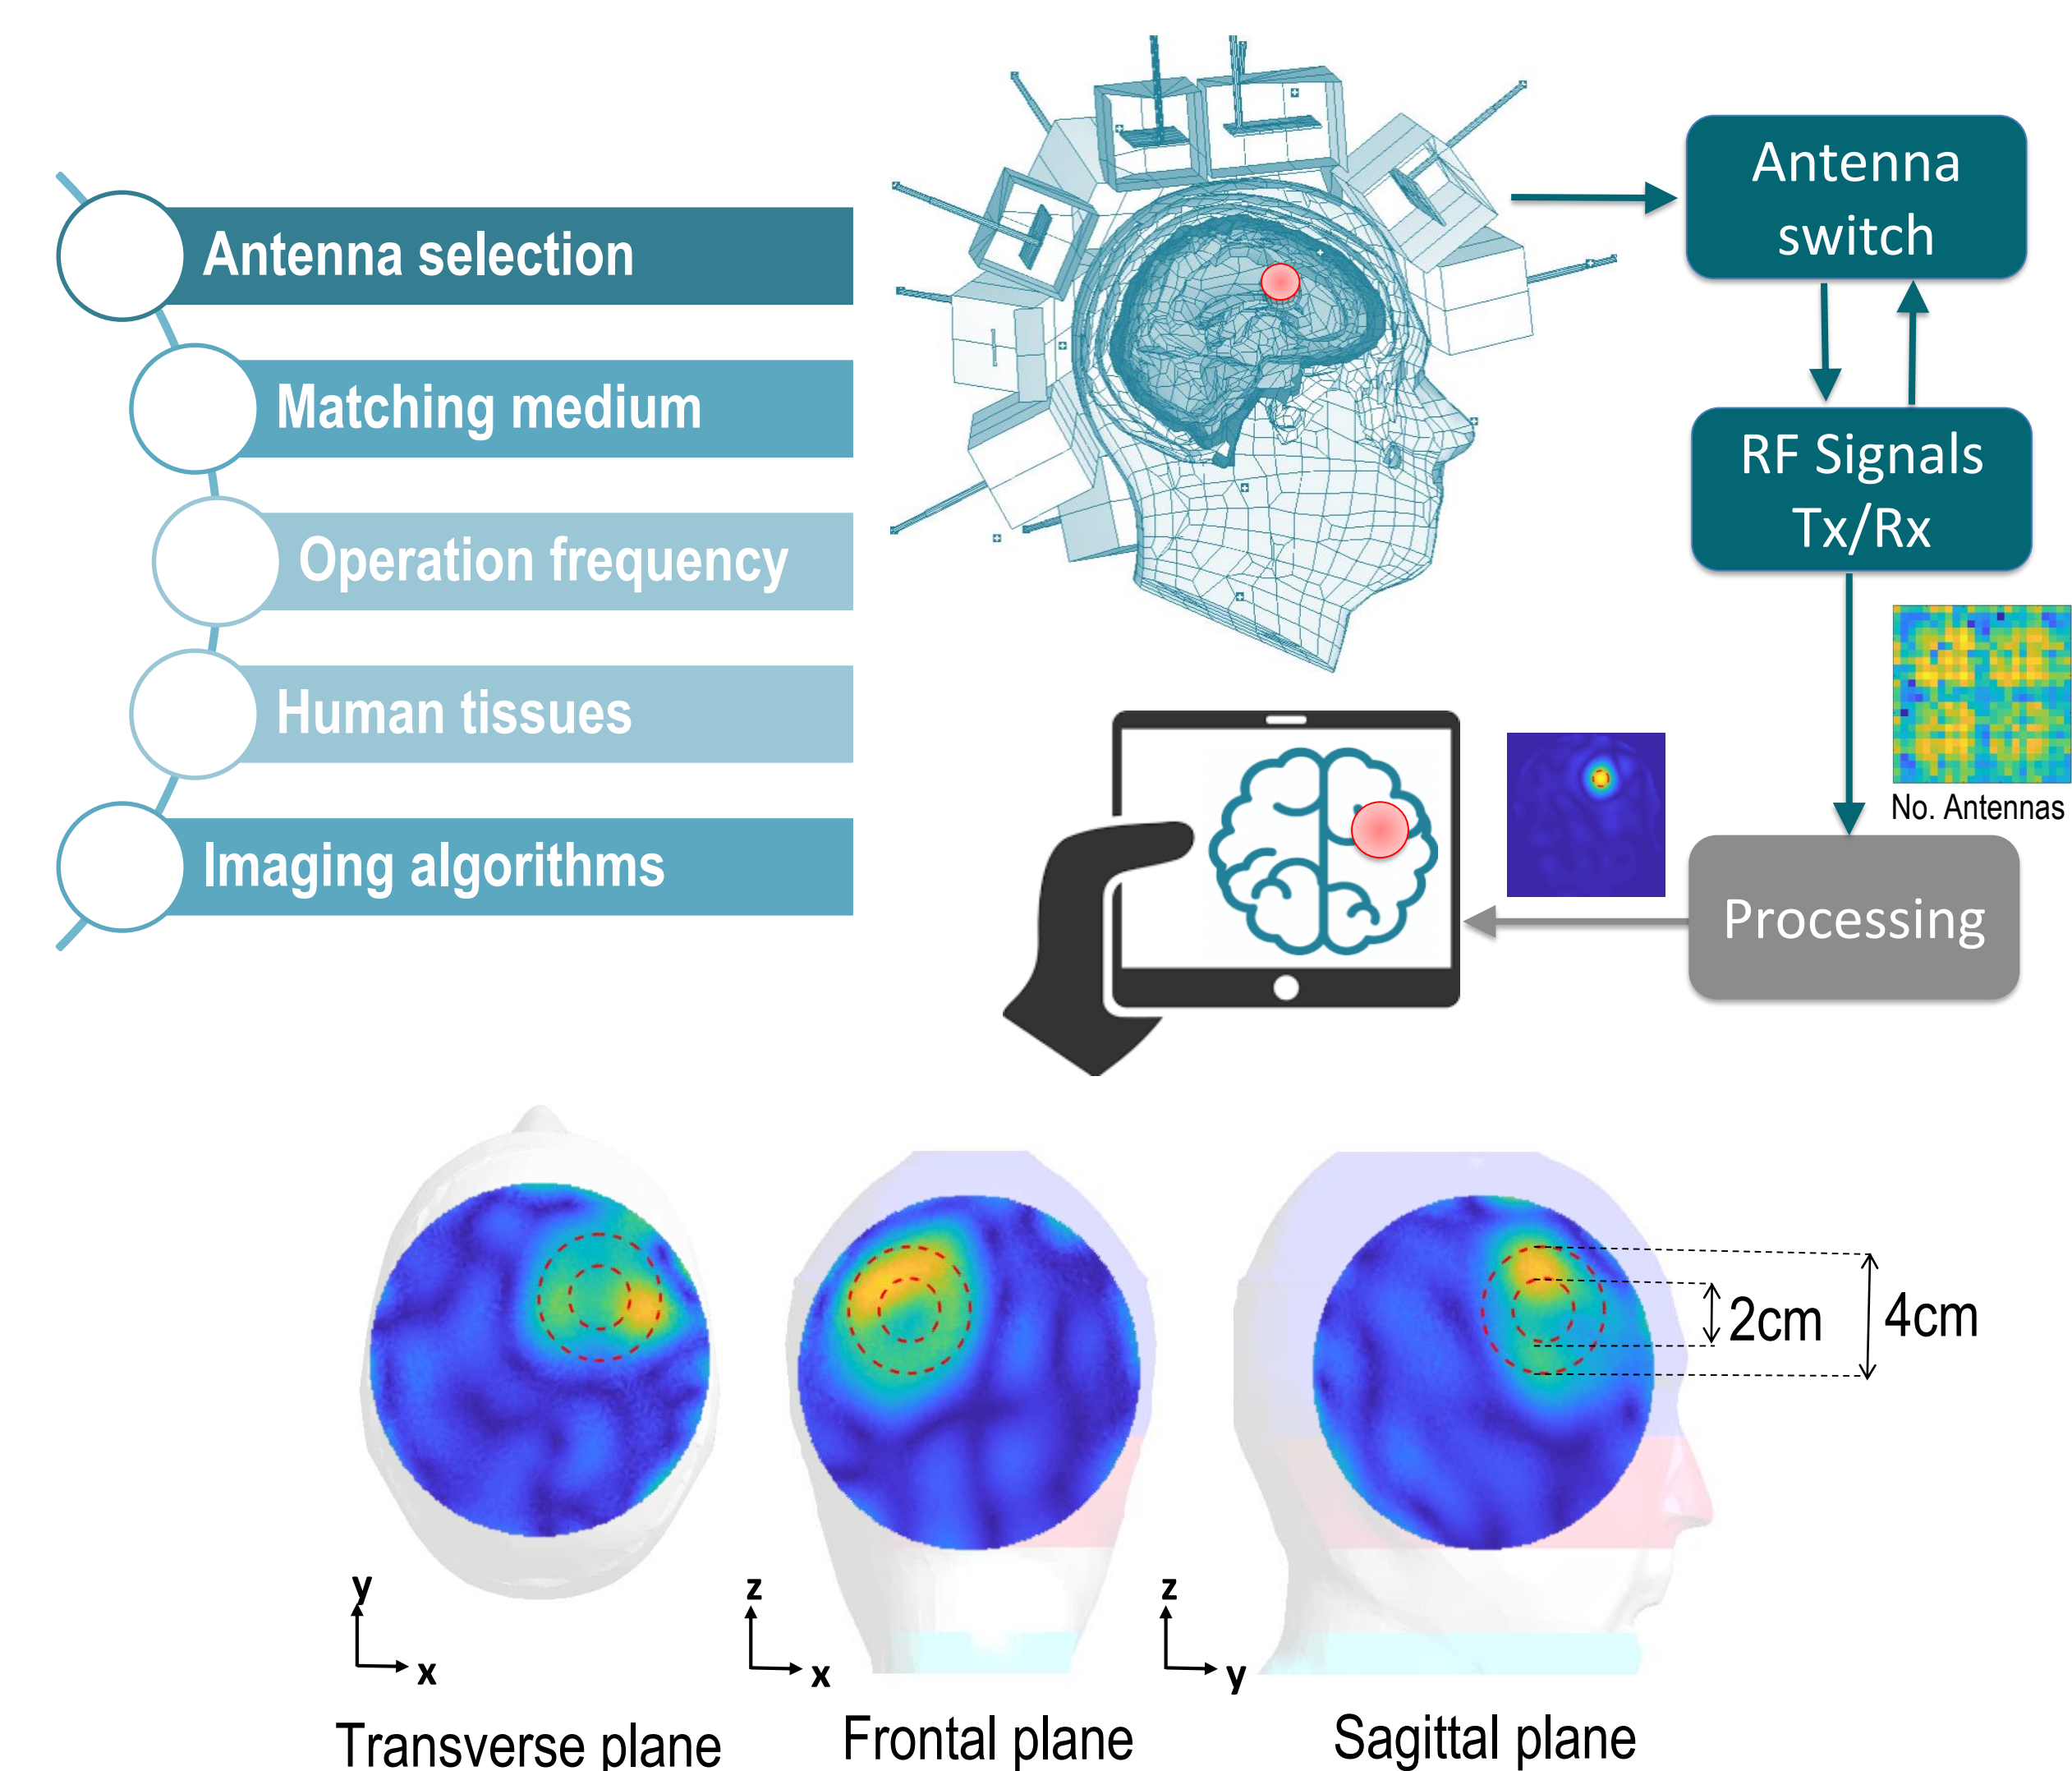 Antenna selection
Matching medium
Operation frequency
Human tissues
Imaging algorithms
Antenna
switch
RF Signals
Tx/Rx
No. Antennas
Processing
2cm
4cm
y
x
z
x
z
y
Transverse plane
Frontal plane
Sagittal plane